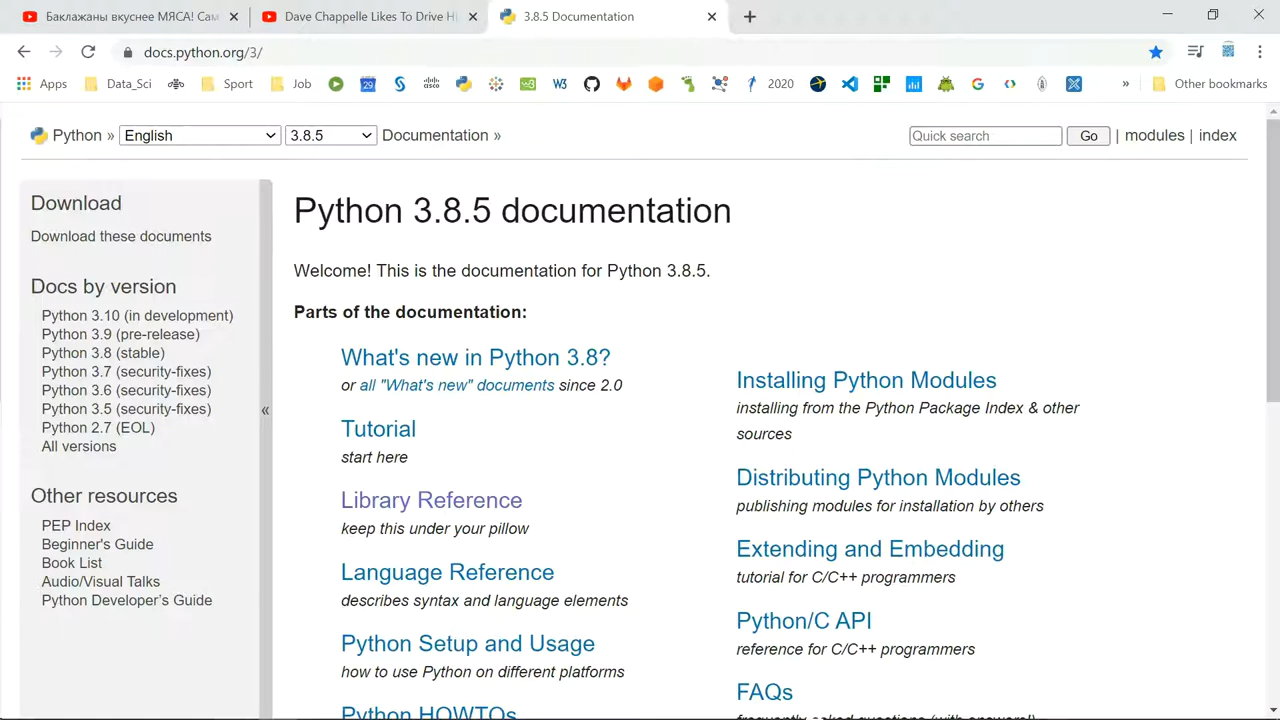 Баклажаны вкуснее МЯСА! Сам
Dave Chappelle Likes To Drive Hi
3.8.5 Documentation
docs.python.org/3/
Apps
Data_Sci
Sport
Job
2020
» Other bookmarks
Python » English 3.8.5 Documentation »
Quick search Go | modules | index
Download
Download these documents
Docs by version
Python 3.10 (in development)
Python 3.9 (pre-release)
Python 3.8 (stable)
Python 3.7 (security-fixes)
Python 3.6 (security-fixes)
Python 3.5 (security-fixes)
Python 2.7 (EOL)
All versions
Other resources
PEP Index
Beginner's Guide
Book List
Audio/Visual Talks
Python Developer's Guide
«
Python 3.8.5 documentation
Welcome! This is the documentation for Python 3.8.5.
Parts of the documentation:
What's new in Python 3.8?
or all "What's new" documents since 2.0
Tutorial
start here
Library Reference
keep this under your pillow
Language Reference
describes syntax and language elements
Python Setup and Usage
how to use Python on different platforms
Python HOWTOs
Installing Python Modules
installing from the Python Package Index & other
sources
Distributing Python Modules
publishing modules for installation by others
Extending and Embedding
tutorial for C/C++ programmers
Python/C API
reference for C/C++ programmers
FAQs
frequently asked questions (with answers!)